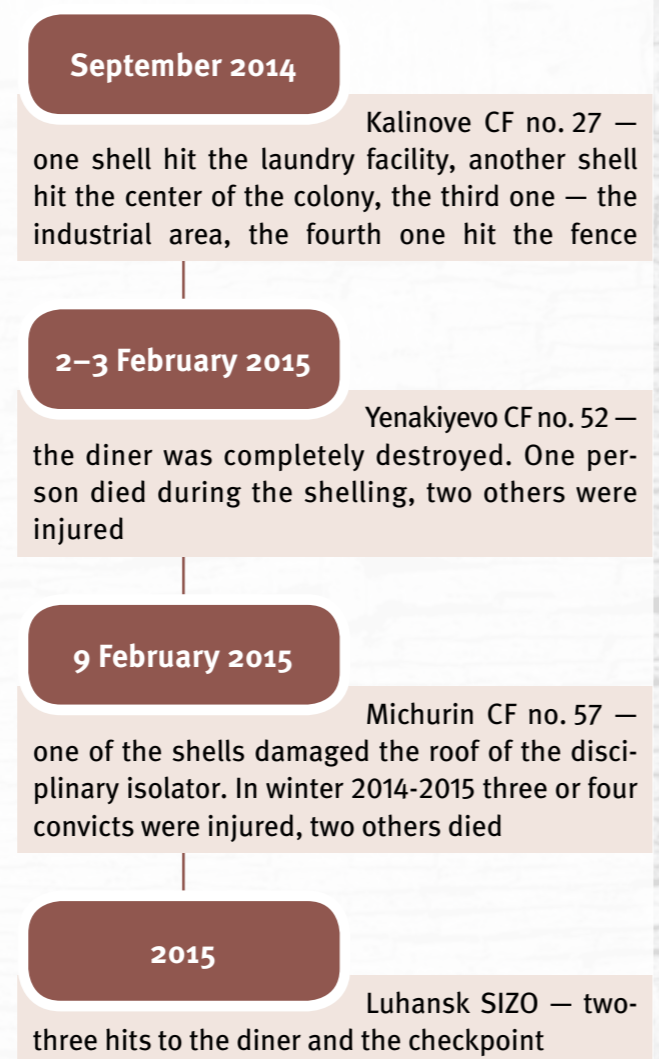 September 2014
Kalinove CF no. 27 —
one shell hit the laundry facility, another shell
hit the center of the colony, the third one — the
industrial area, the fourth one hit the fence
2–3 February 2015
Yenakiyevo CF no. 52 —
the diner was completely destroyed. One per-
son died during the shelling, two others were
injured
9 February 2015
Michurin CF no. 57 —
one of the shells damaged the roof of the disci-
plinary isolator. In winter 2014-2015 three or four
convicts were injured, two others died
2015
Luhansk SIZO — two-
three hits to the diner and the checkpoint